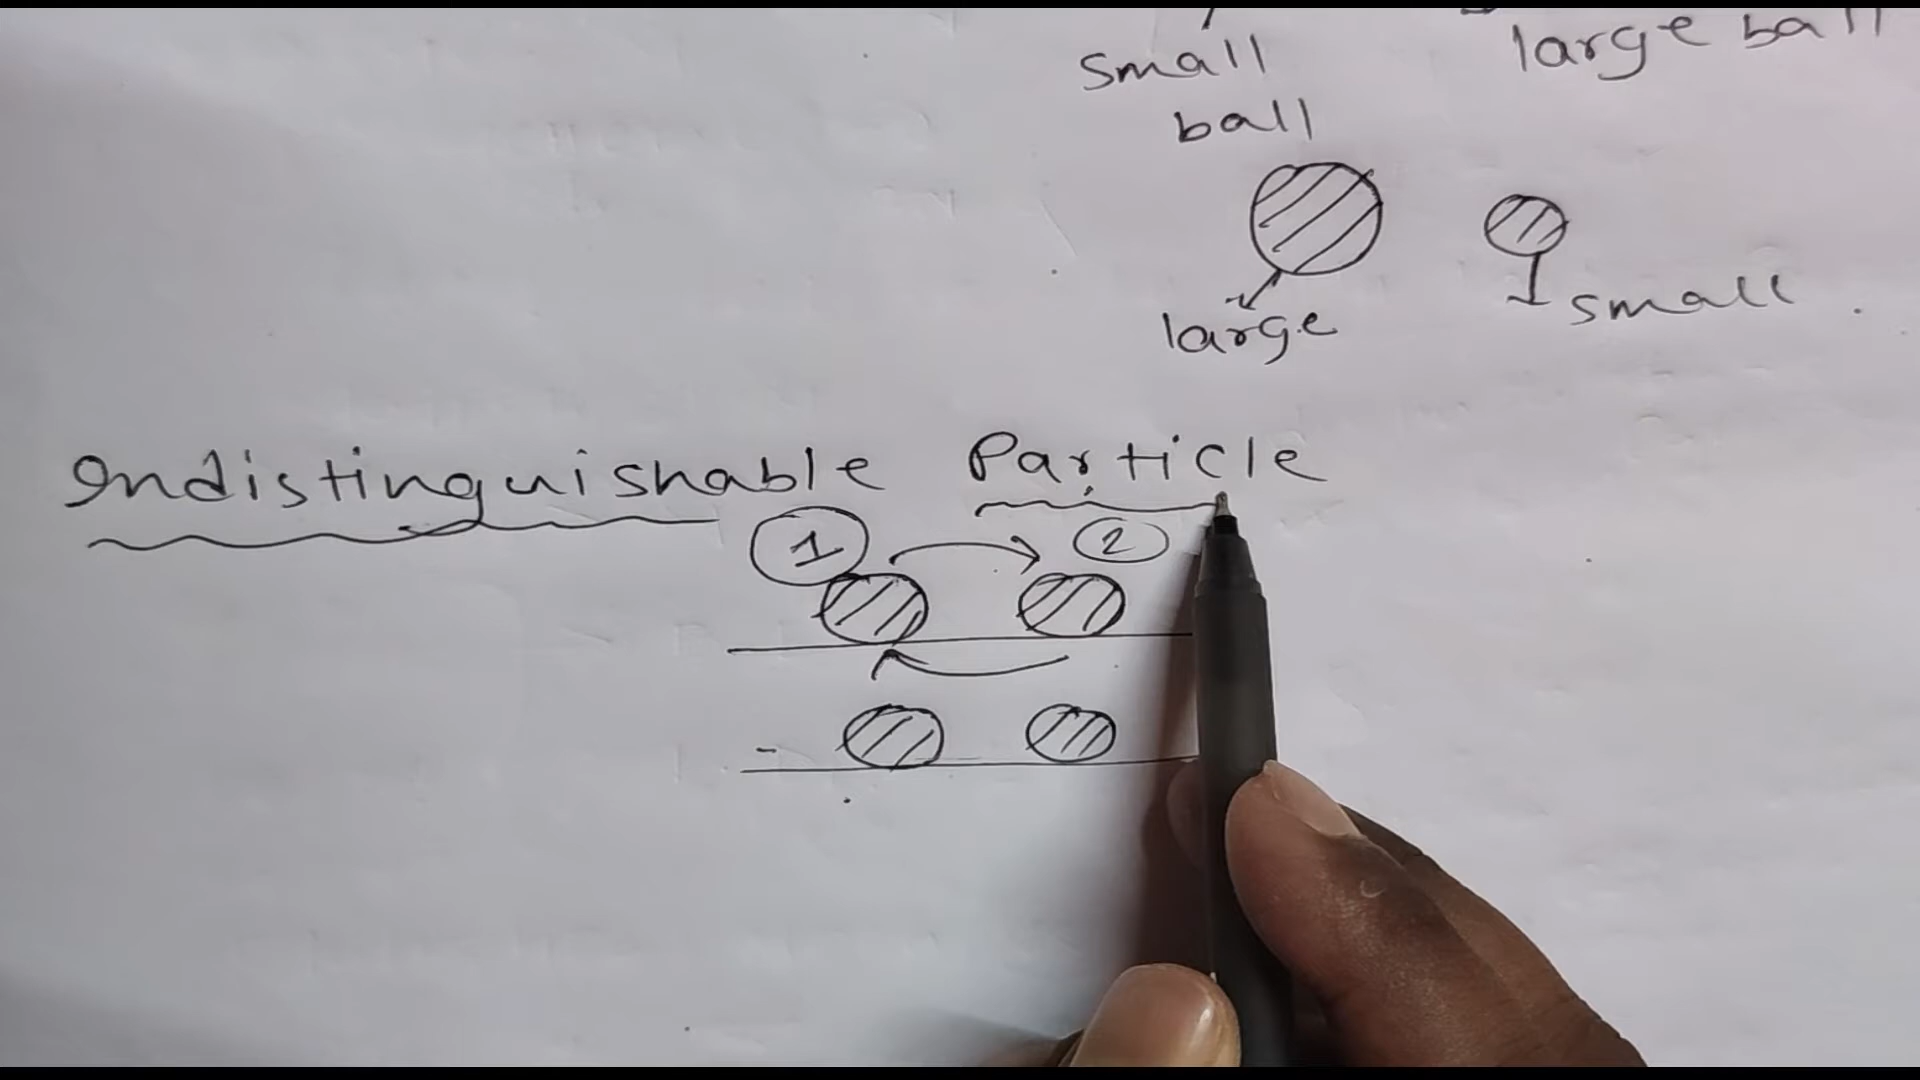 small large ball
ball
large small
Indistinguishable Particle
1 2